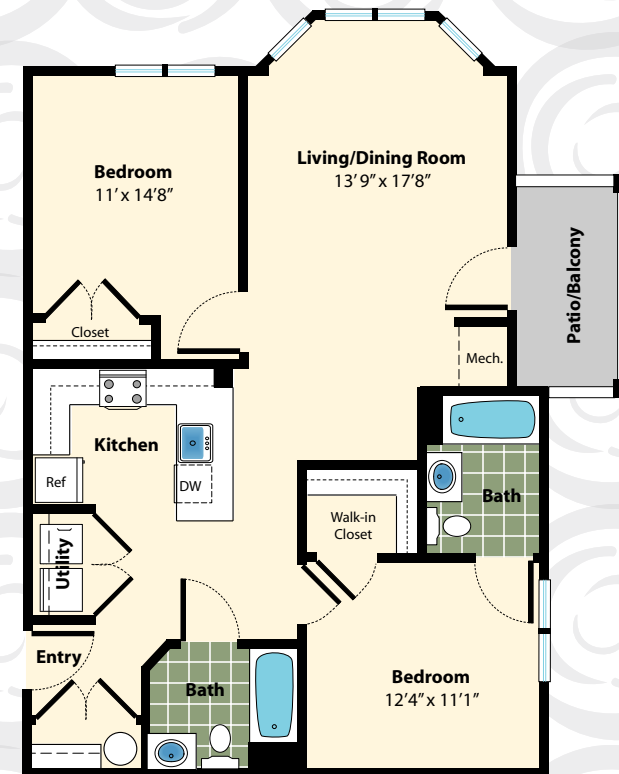 Bedroom
11’ x 14’8”
Living/Dining Room
13’9” x 17’8”
Patio/Balcony
Closet
Mech.
Kitchen
Ref
DW
Bath
Walk-in
Closet
Utility
Entry
Bath
Bedroom
12’4” x 11’1”